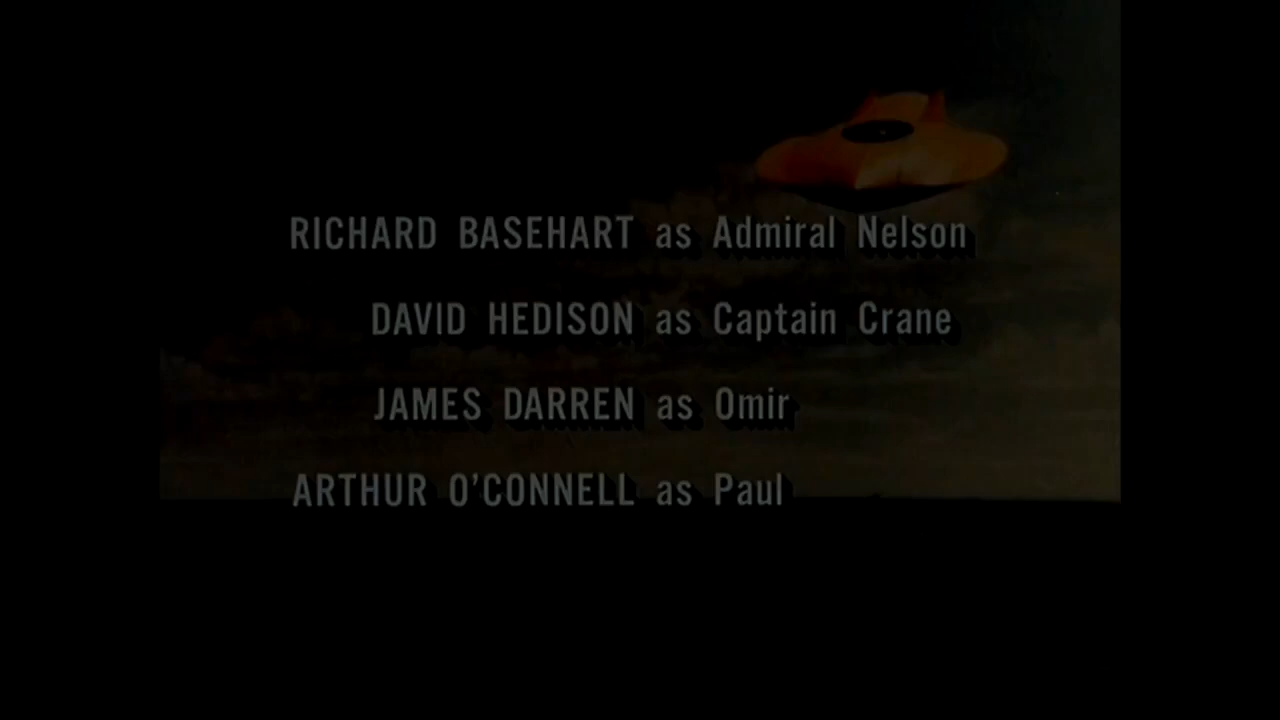 RICHARD BASEHART as Admiral Nelson
DAVID HEDISON as Captain Crane
JAMES DARREN as Omir
ARTHUR O'CONNELL as Paul